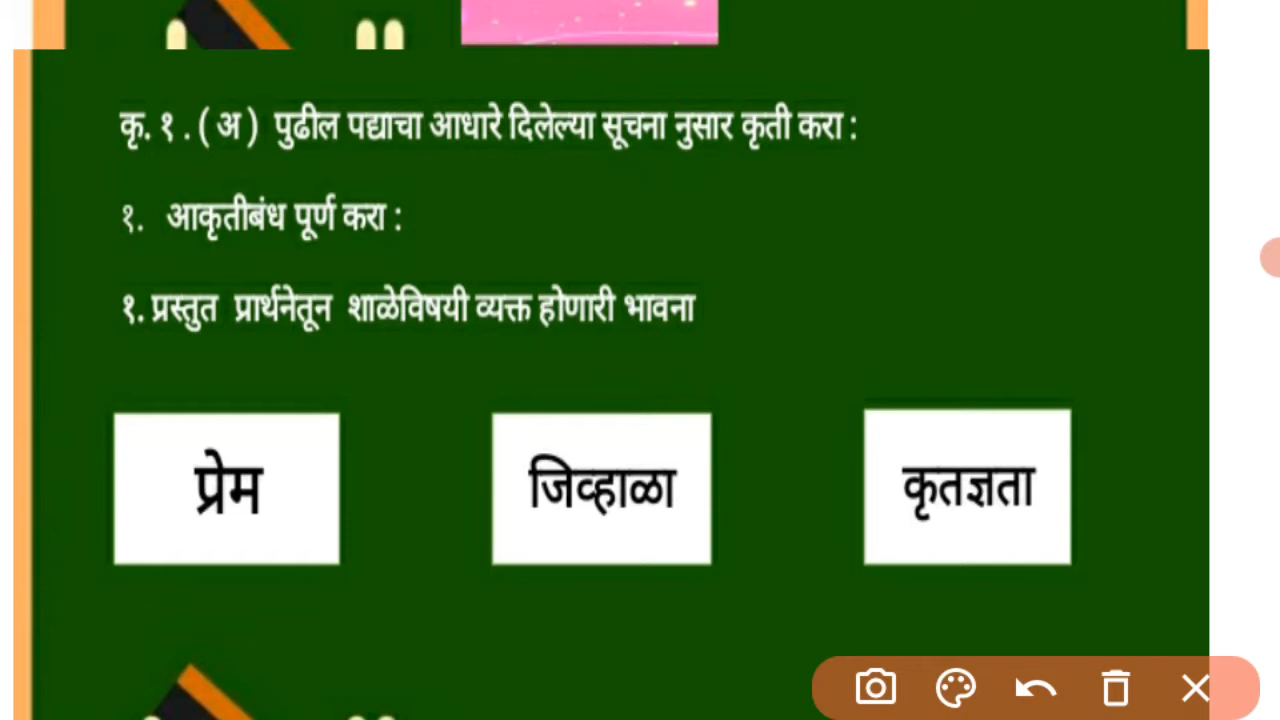 कृ. १ . ( अ ) पुढील पद्याचा आधारे दिलेल्या सूचना नुसार कृती करा :
१. आकृतीबंध पूर्ण करा :
१. प्रस्तुत प्रार्थनेतून शाळेविषयी व्यक्त होणारी भावना
प्रेम जिव्हाळा कृतज्ञता